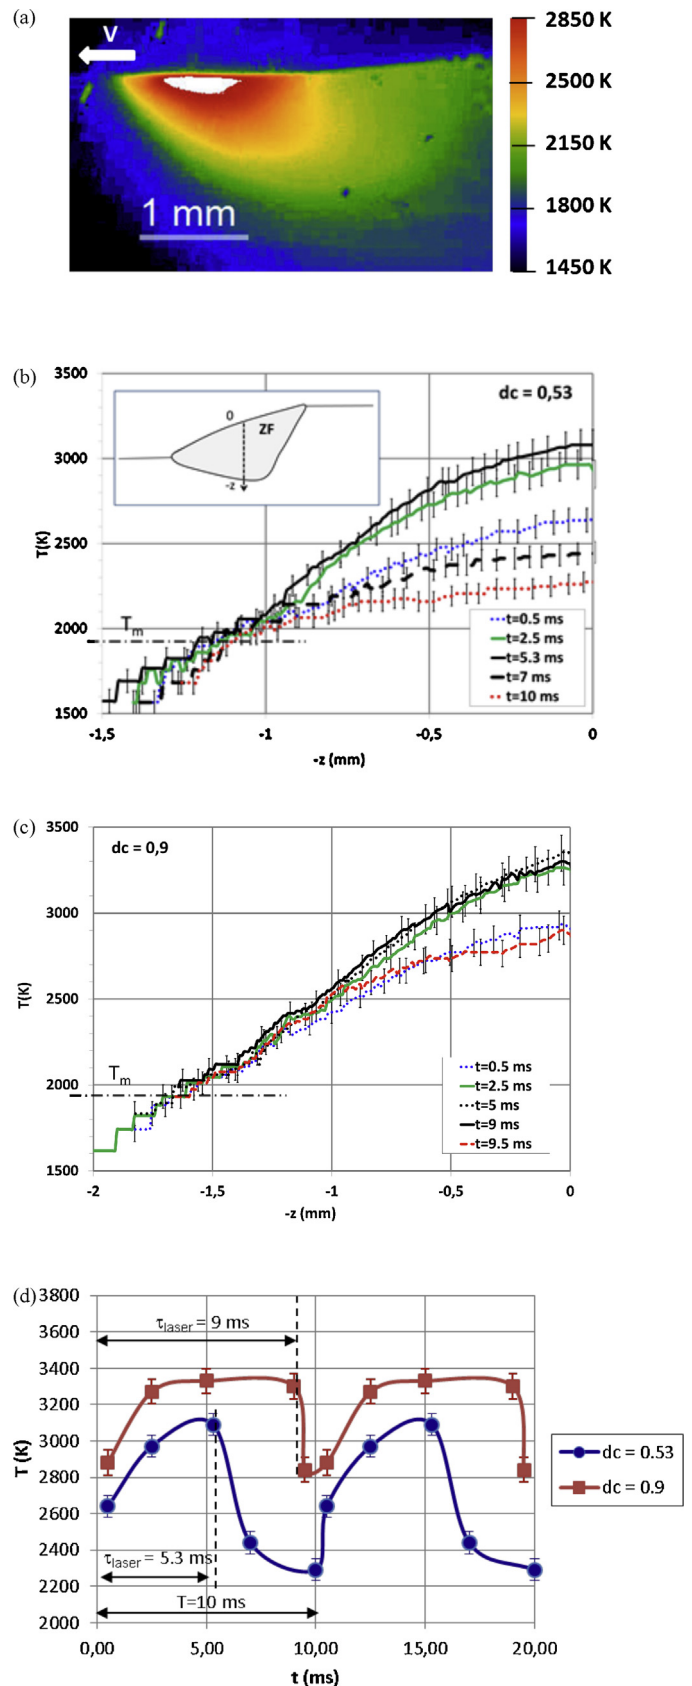 (a)
V
1 mm
2850 K
2500 K
2150 K
1800 K
1450 K
(b)
3500
3000
2500
2000
1500
T(K)
dc = 0,53
0
ZF
-z
Tm
t=0.5 ms
t=2.5 ms
t=5.3 ms
t=7 ms
t=10 ms
-1,5
-1
-0,5
0
-z (mm)
(c)
3500
3000
2500
2000
1500
T(K)
dc = 0,9
Tm
t=0.5 ms
t=2.5 ms
t=5 ms
t=9 ms
t=9.5 ms
-2
-1,5
-1
-0,5
0
-z (mm)
(d)
3800
3600
3400
3200
3000
2800
2600
2400
2200
2000
T (K)
τlaser = 9 ms
τlaser = 5.3 ms
T=10 ms
dc = 0.53
dc = 0.9
0,00
5,00
10,00
15,00
20,00
t (ms)